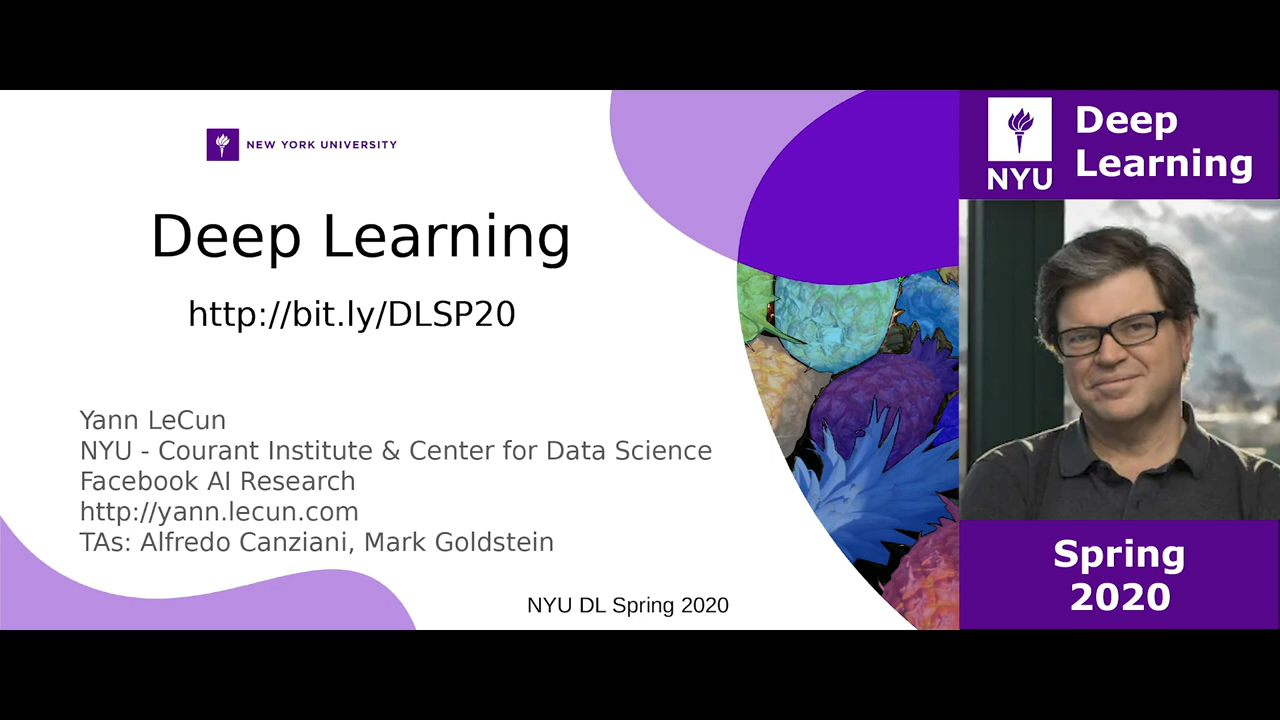 NEW YORK UNIVERSITY
Deep Learning
http://bit.ly/DLSP20
Yann LeCun
NYU - Courant Institute & Center for Data Science
Facebook AI Research
http://yann.lecun.com
TAs: Alfredo Canziani, Mark Goldstein
NYU DL Spring 2020
NYU
Deep
Learning
Spring
2020